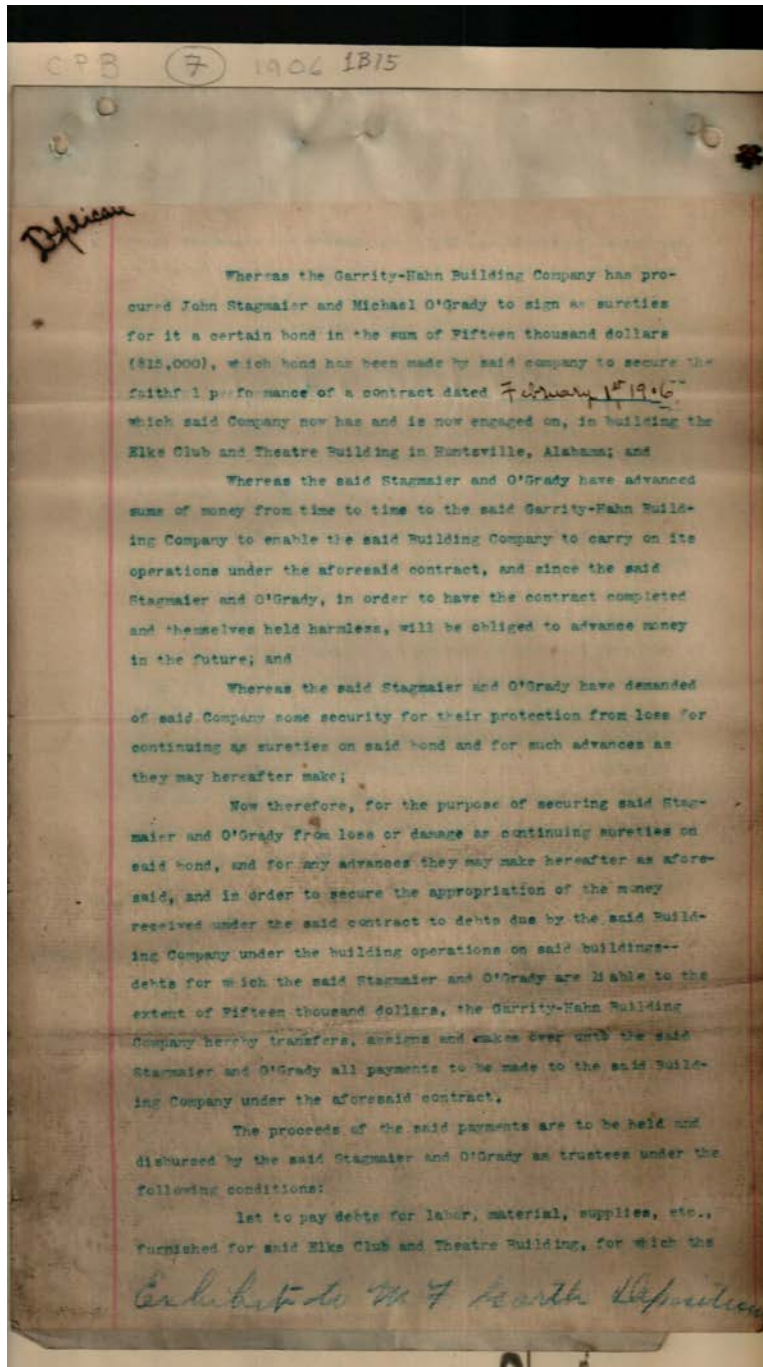 CPB 7 1906 1B15
Whereas the Garrity-Hahn Building Company has pro-
cured John Stagmaier and Michael O'Grady to sign as sureties
for it a certain bond in the sum of Fifteen thousand dollars
($15,000), which bond has been made by said company to secure the
faithful performance of a contract dated February 1st 1906
which said Company now has and is now engaged on, in building the
Elks Club and Theatre Building in Huntsville, Alabama; and
Whereas the said Stagmaier and O'Grady have advanced
sums of money from time to time to the said Garrity-Hahn Build-
ing Company to enable the said Building Company to carry on its
operations under the aforesaid contract, and since the said
Stagmaier and O'Grady, in order to have the contract completed
and themselves held harmless, will be obliged to advance money
in the future; and
Whereas the said Stagmaier and O'Grady have demanded
of said Company some security for their protection from loss for
continuing as sureties on said bond and for such advances as
they may hereafter make;
Now therefore, for the purpose of securing said Stag-
maier and O'Grady from loss or damage as continuing sureties on
said bond, and for any advances they may make hereafter as afore-
said, and in order to secure the appropriation of the money
received under the said contract to debts due by the said Build-
ing Company under the building operations on said buildings--
debts for which the said Stagmaier and O'Grady are liable to the
extent of Fifteen thousand dollars, the Garrity-Hahn Building
Company hereby transfers, assigns and makes over unto the said
Stagmaier and O'Grady all payments to be made to the said Build-
ing Company under the aforesaid contract.
The proceeds of the said payments are to be held and
disbursed by the said Stagmaier and O'Grady as trustees under the
following conditions:
1st to pay debts for labor, material, supplies, etc.,
furnished for said Elks Club and Theatre Building, for which the
Exhibit to M F Garth Deposition